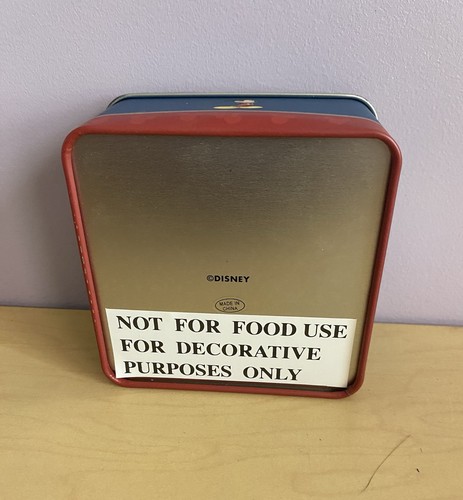 ©DISNEY
MADE IN
CHINA
NOT FOR FOOD USE
FOR DECORATIVE
PURPOSES ONLY